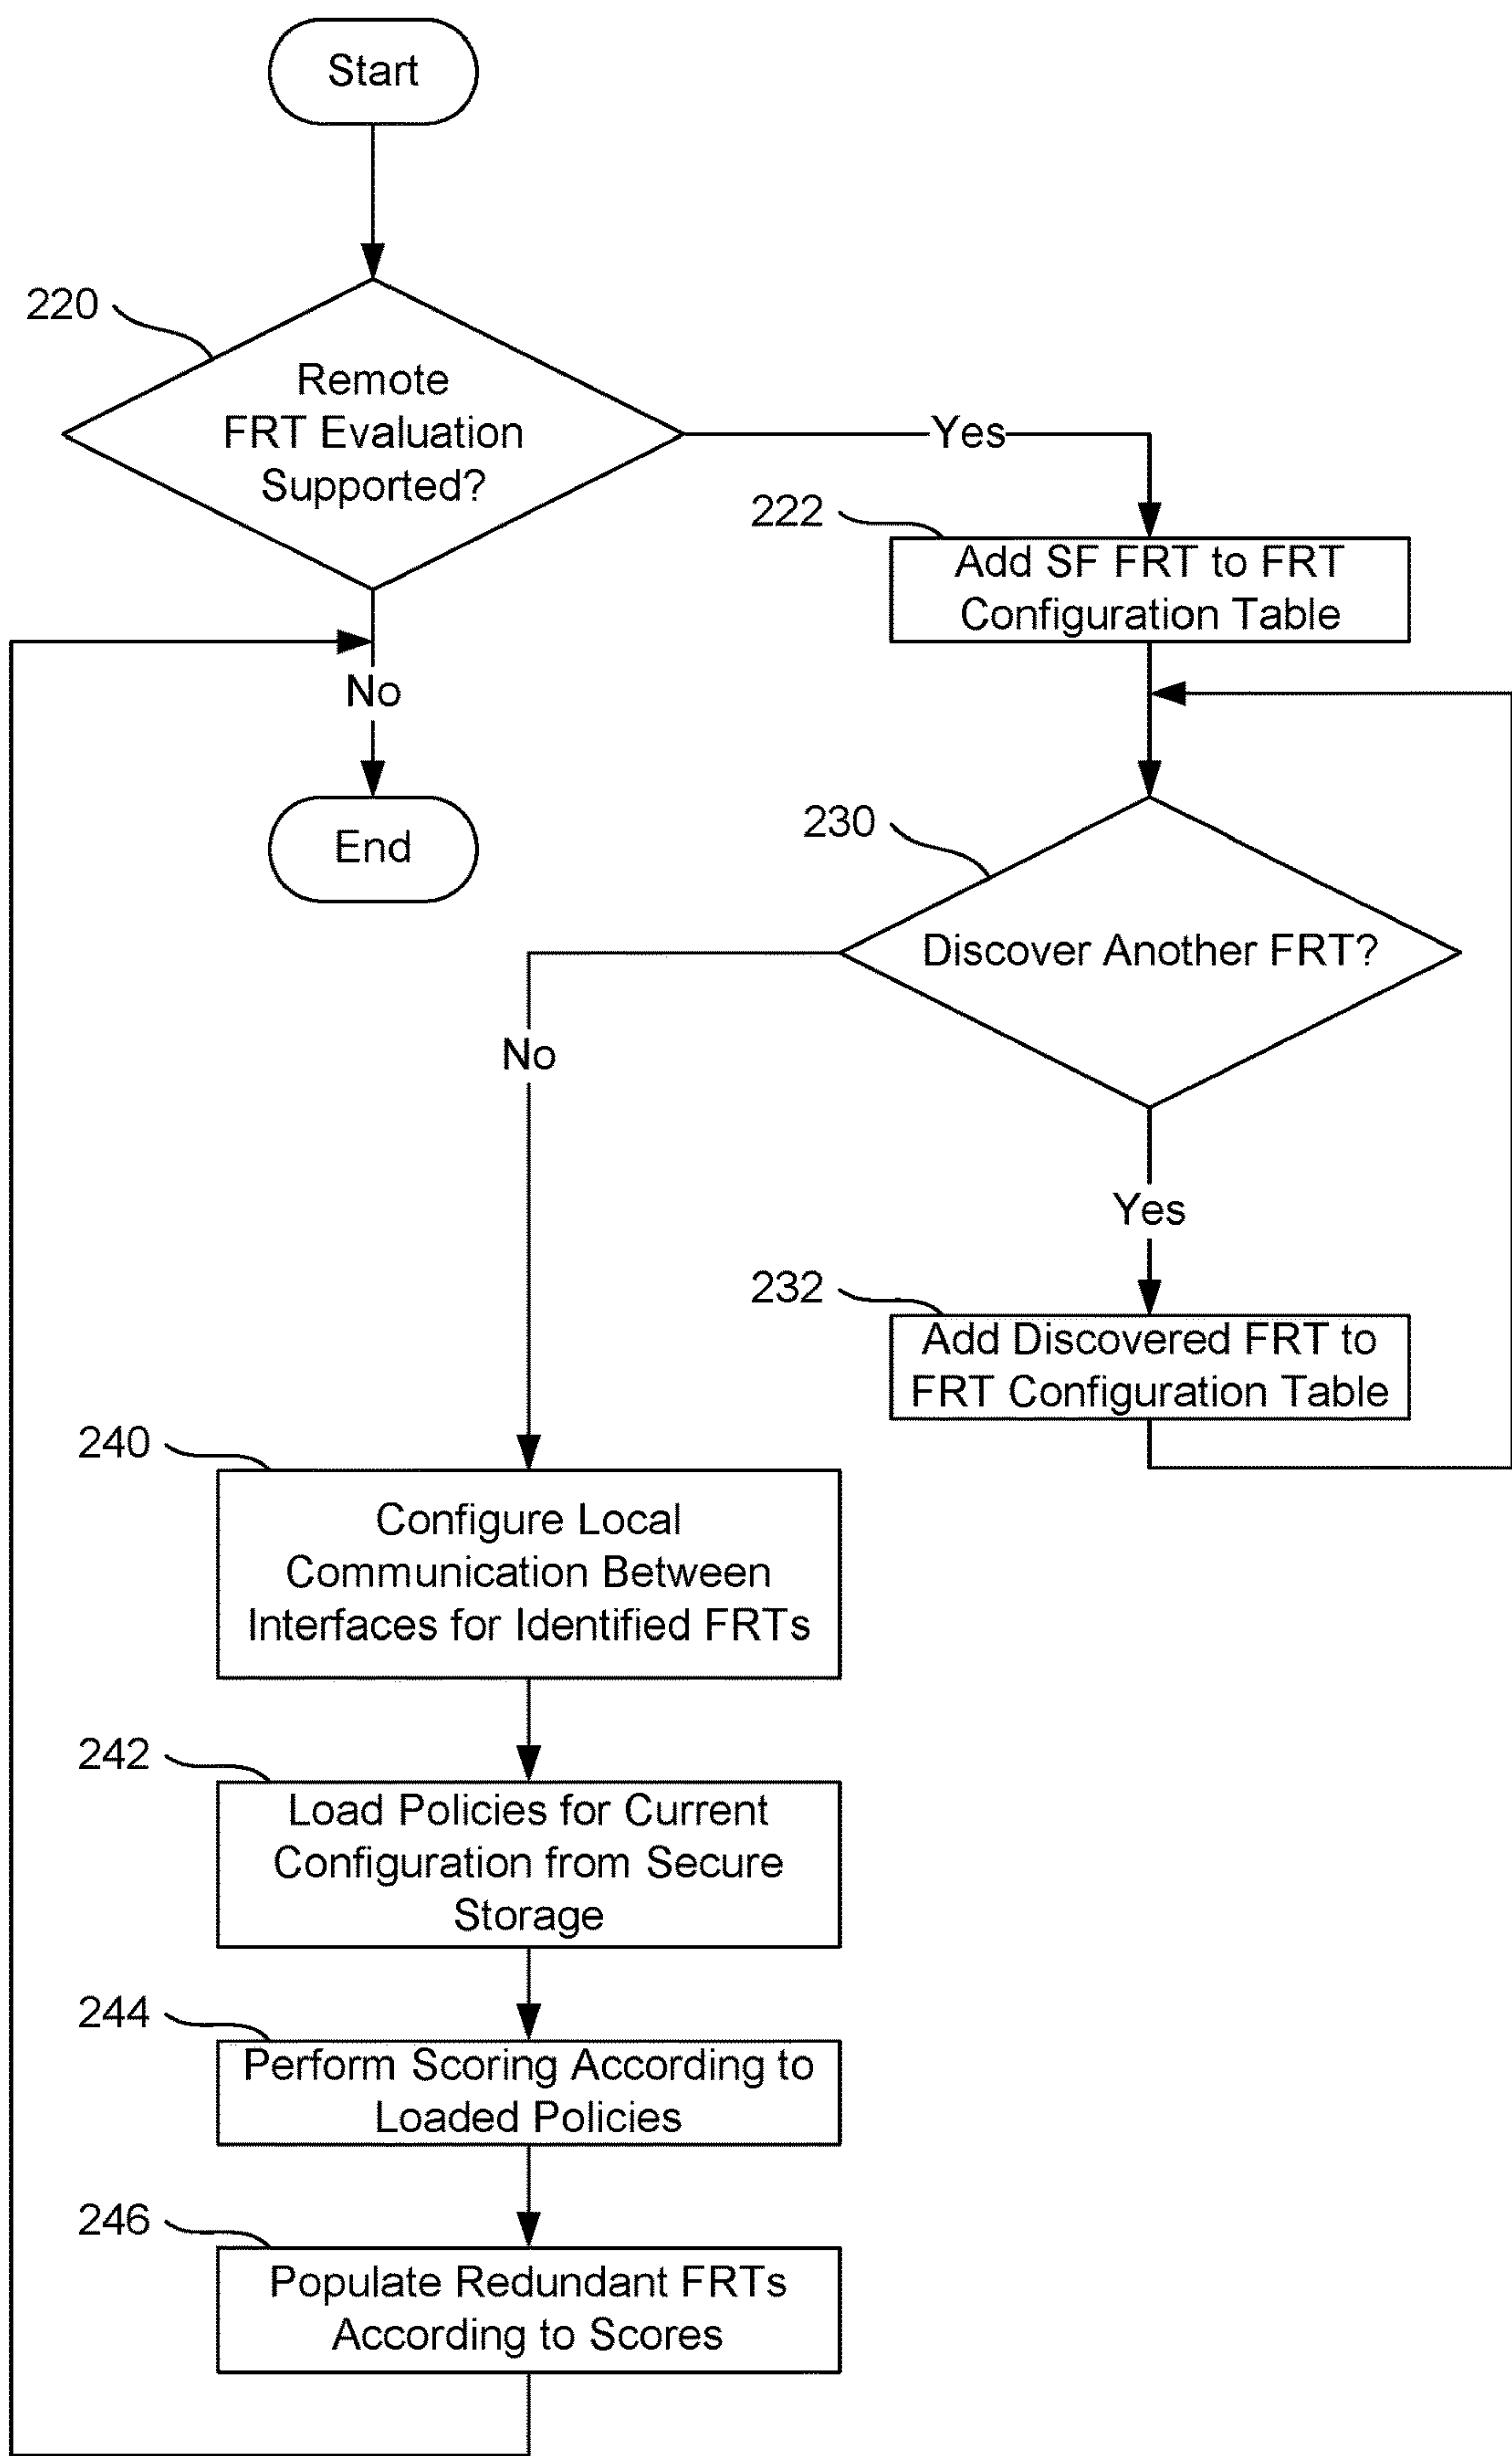 Start
220
Remote
FRT Evaluation
Supported?
Yes
222
Add SF FRT to FRT
Configuration Table
No
End
230
Discover Another FRT?
No
Yes
232
Add Discovered FRT to
FRT Configuration Table
240
Configure Local
Communication Between
Interfaces for Identified FRTs
242
Load Policies for Current
Configuration from Secure
Storage
244
Perform Scoring According to
Loaded Policies
246
Populate Redundant FRTs
According to Scores